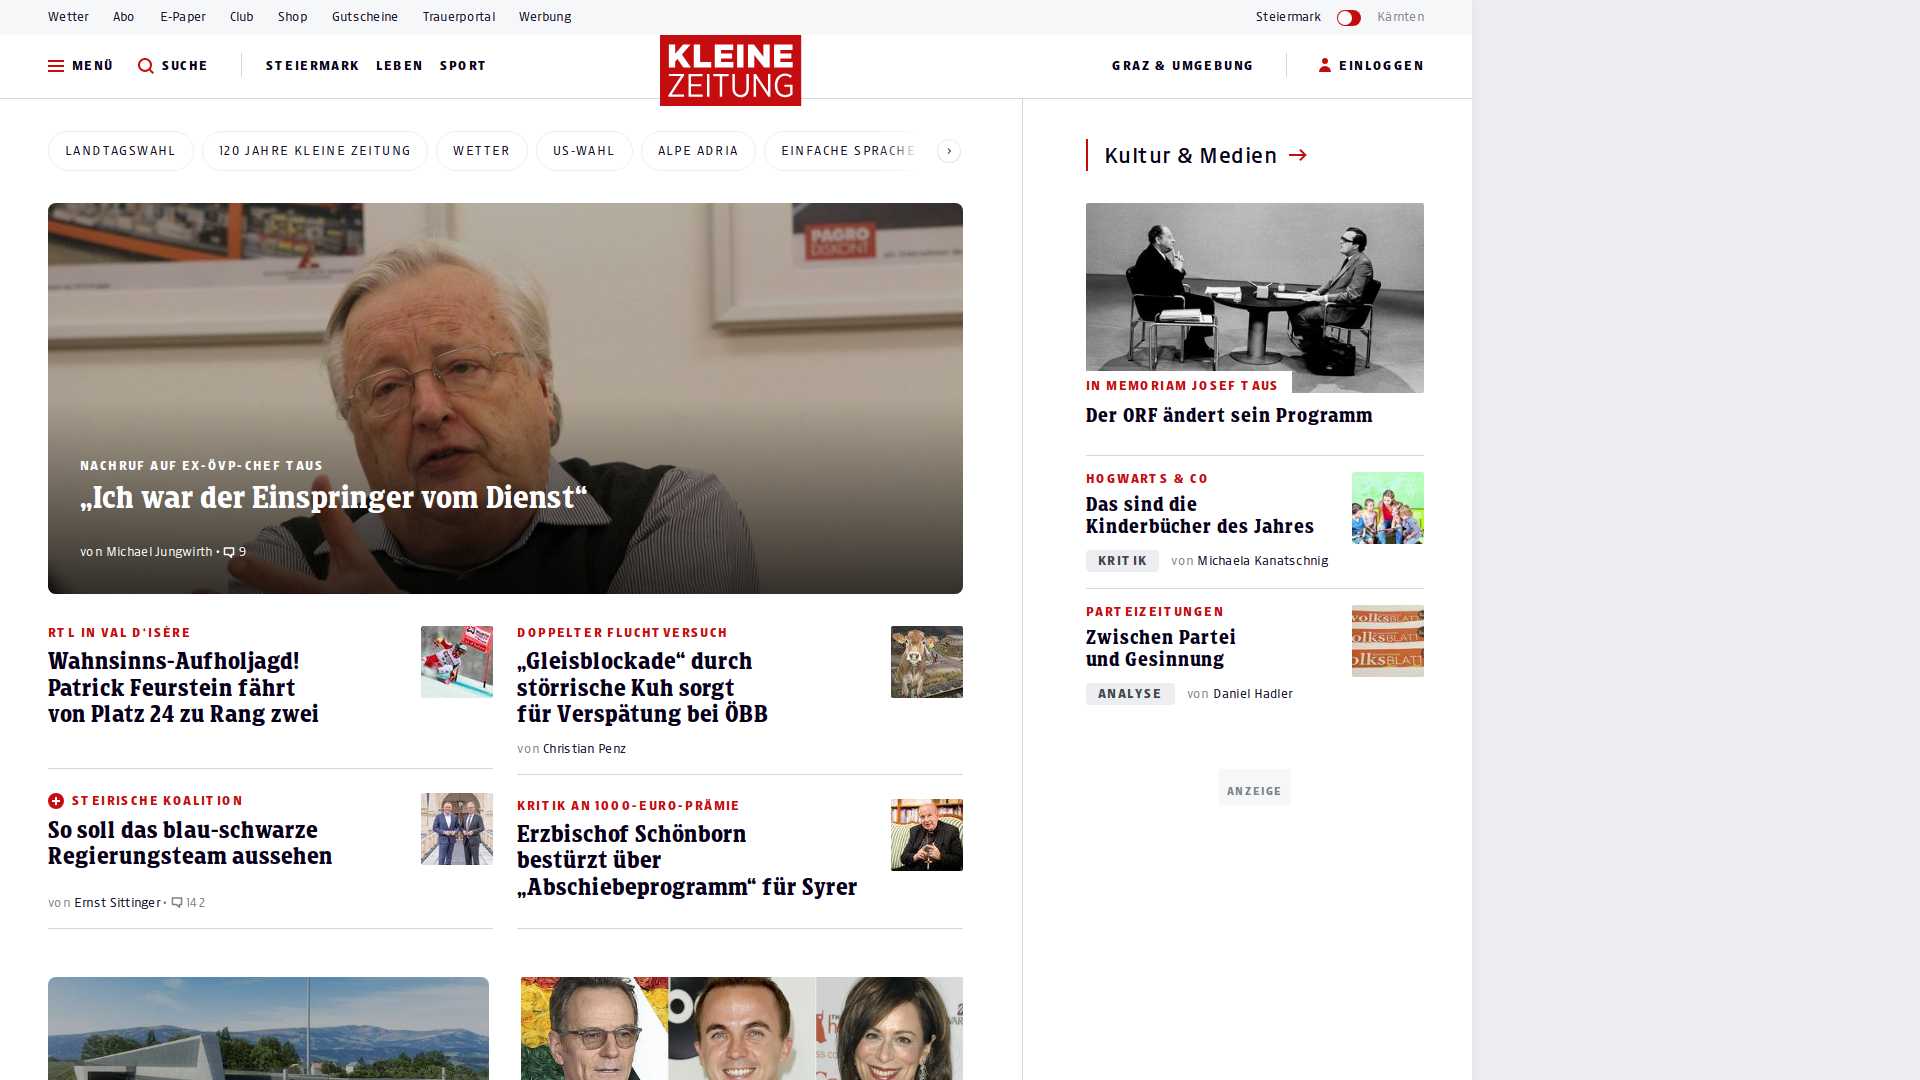 Wetter Abo E-Paper Club Shop Gutscheine Trauerportal Werbung Steiermark Kärnten
MENÜ SUCHE STEIERMARK LEBEN SPORT KLEINE ZEITUNG GRAZ & UMGEBUNG EINLOGGEN
LANDTAGSWAHL 120 JAHRE KLEINE ZEITUNG WETTER US-WAHL ALPE ADRIA EINFACHE SPRACHE
PAGRO
DISKONT
NACHRUF AUF EX-ÖVP-CHEF TAUS
„Ich war der Einspringer vom Dienst“
von Michael Jungwirth • 9
RTL IN VAL D'ISÈRE
Wahnsinns-Aufholjagd!
Patrick Feurstein fährt
von Platz 24 zu Rang zwei
DOPPELTER FLUCHTVERSUCH
„Gleisblockade“ durch
störrische Kuh sorgt
für Verspätung bei ÖBB
von Christian Penz
STEIRISCHE KOALITION
So soll das blau-schwarze
Regierungsteam aussehen
von Ernst Sittinger • 142
KRITIK AN 1000-EURO-PRÄMIE
Erzbischof Schönborn
bestürzt über
„Abschiebeprogramm“ für Syrer
Kultur & Medien
IN MEMORIAM JOSEF TAUS
Der ORF ändert sein Programm
HOGWARTS & CO
Das sind die
Kinderbücher des Jahres
KRITIK von Michaela Kanatschnig
PARTEIZEITUNGEN
Zwischen Partei
und Gesinnung
volksBLATT
olksBLATT
olksBLATT
ANALYSE von Daniel Hadler
ANZEIGE